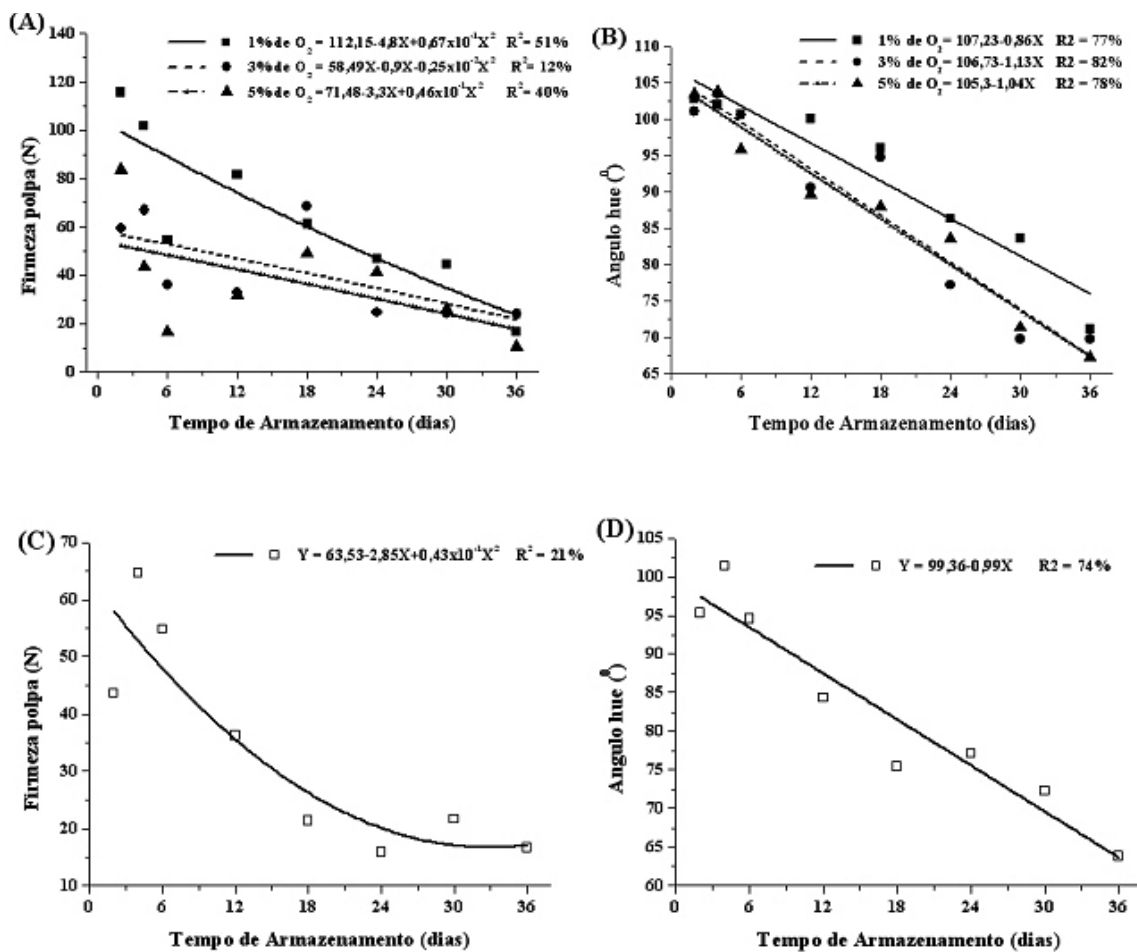 (A)
1% de O2 = 112,15-4,8X+0,67x10-1X2 R2= 51%
3% de O2 = 58,49X-0,9X-0,25x10-2X2 R2= 12%
5% de O2 =71,48-3,3X+0,46x10-1X2 R2= 40%
Firmeza polpa (N)
140
120
100
80
60
40
20
0
0 6 12 18 24 30 36
Tempo de Armazenamento (dias)
(B)
1% de O2= 107,23-0,86X R2 = 77%
3% de O2= 106,73-1,13X R2 = 82%
5% de O2= 105,3-1,04X R2 = 78%
Angulo hue (º)
110
105
100
95
90
85
80
75
70
65
0 6 12 18 24 30 36
Tempo de Armazenamento (dias)
(C)
Y = 63,53-2,85X+0,43x10-1X2 R2 = 21%
Firmeza polpa (N)
70
60
50
40
30
20
10
0 6 12 18 24 30 36
Tempo de Armazenamento (dias)
(D)
Y = 99,36-0,99X R2 = 74%
Angulo hue (º)
105
100
95
90
85
80
75
70
65
60
0 6 12 18 24 30 36
Tempo de Armazenamento (dias)